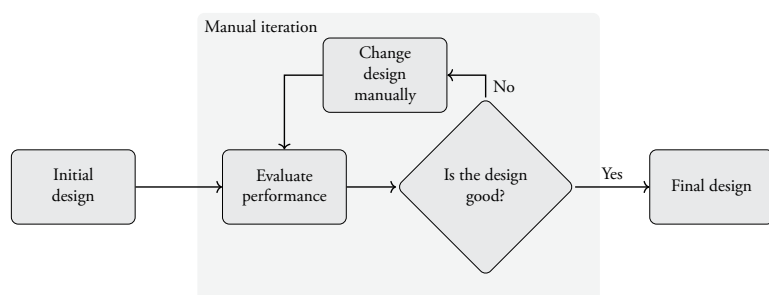 Manual iteration
Change
design
manually
No
Initial
design
Evaluate
performance
Is the design
good?
Yes
Final design